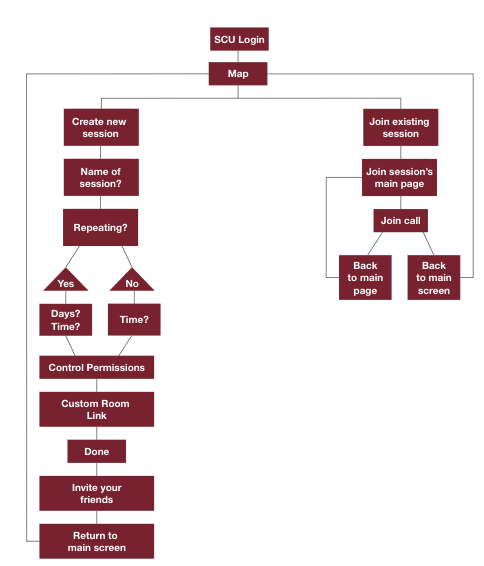 SCU Login
Map
Create new
session
Name of
session?
Repeating?
Yes
No
Days?
Time?
Time?
Control Permissions
Custom Room
Link
Done
Invite your
friends
Return to
main screen
Join existing
session
Join session's
main page
Join call
Back
to main
page
Back
to main
screen